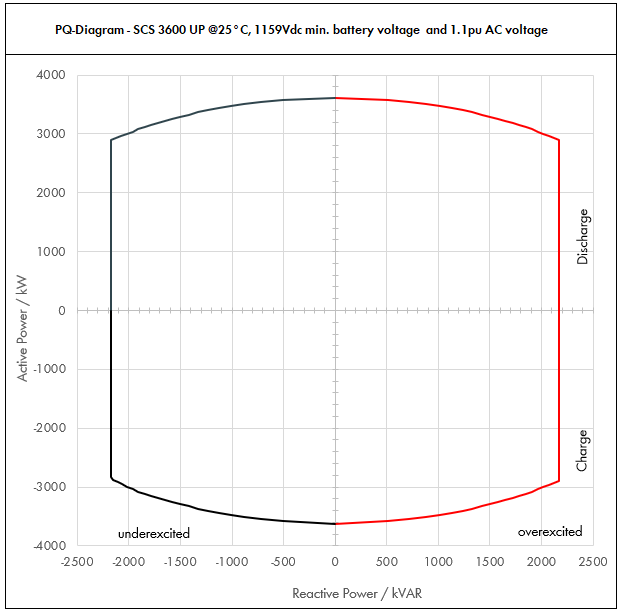 PQ-Diagram - SCS 3600 UP @25°C, 1159Vdc min. battery voltage and 1.1pu AC voltage
4000
3000
2000
1000
0
-1000
-2000
-3000
-4000
Active Power / kW
Discharge
Charge
underexcited
overexcited
-2500 -2000 -1500 -1000 -500 0 500 1000 1500 2000 2500
Reactive Power / kVAR